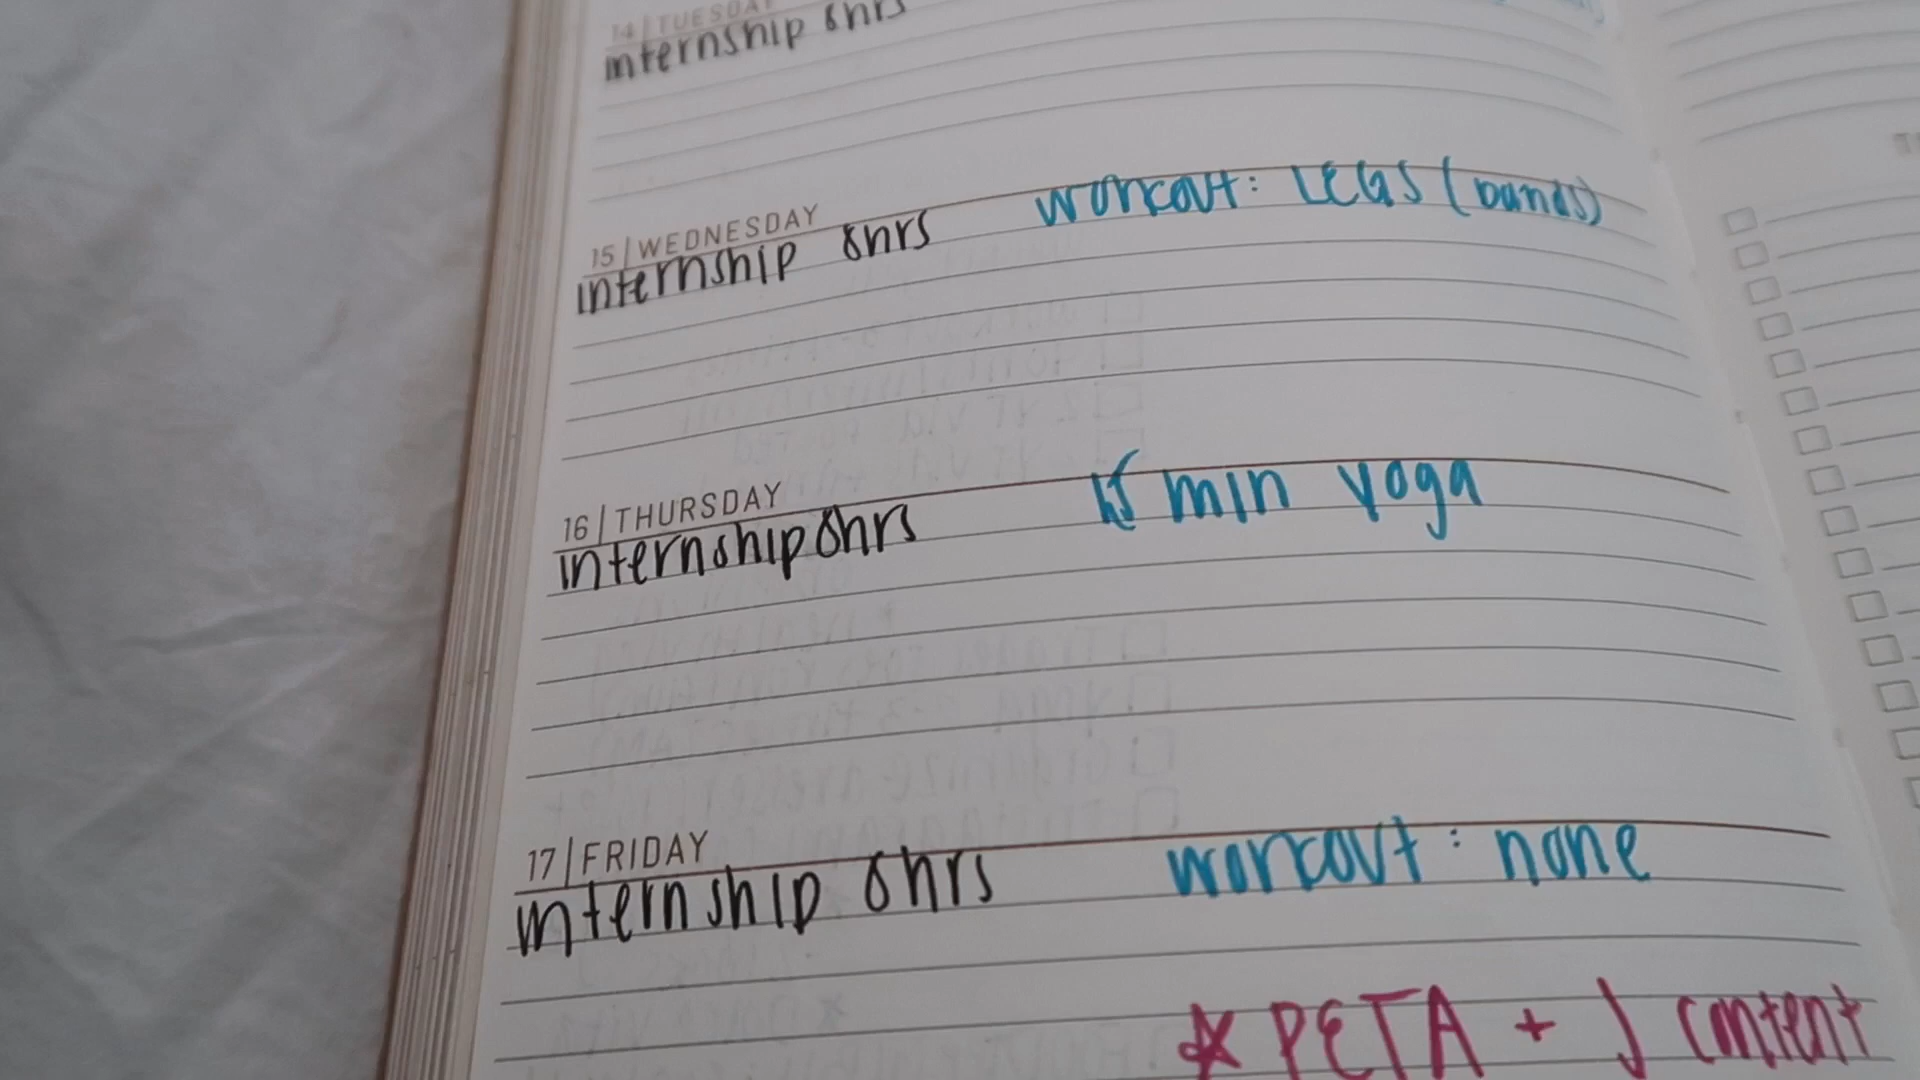 14 | TUESDAY
internship 8hrs
15 | WEDNESDAY
internship 8hrs workout: LEGS (bands)
16 | THURSDAY
internship 8hrs 15 min yoga
17 | FRIDAY
internship 8hrs workout: none
* PETA + J content